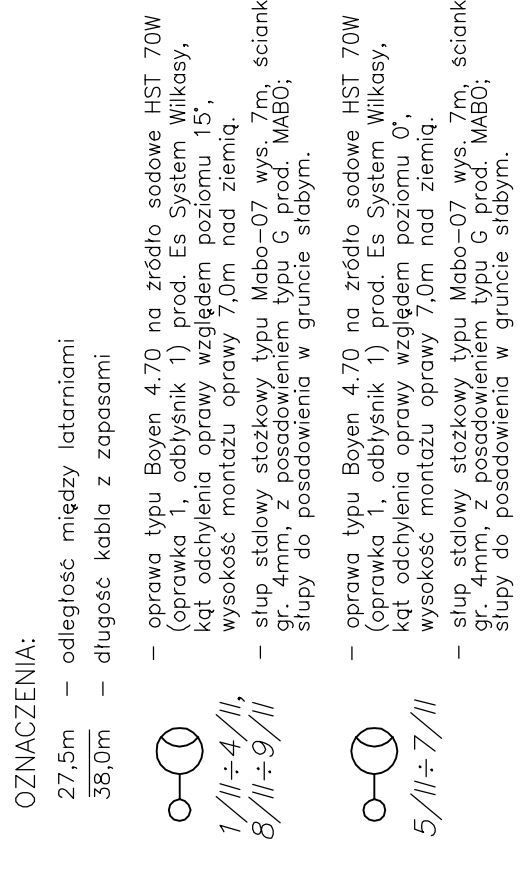 OZNACZENIA:
27,5m – odległość między latarniami
38,0m – długość kabla z zapasami
– oprawa typu Boyen 4.70 na źródło sodowe HST 70W
(oprawka 1, odbłyśnik 1) prod. Es System Wilkasy,
kąt odchylenia oprawy względem poziomu 15°,
wysokość montażu oprawy 7,0m nad ziemią.
1/II÷4/II,
8/II÷9/II
– słup stalowy stożkowy typu Mabo–07 wys. 7m, ściank
gr. 4mm, z posadowieniem typu G prod. MABO;
słupy do posadowienia w gruncie słabym.
– oprawa typu Boyen 4.70 na źródło sodowe HST 70W
(oprawka 1, odbłyśnik 1) prod. Es System Wilkasy,
kąt odchylenia oprawy względem poziomu 0°,
wysokość montażu oprawy 7,0m nad ziemią.
5/II÷7/II
– słup stalowy stożkowy typu Mabo–07 wys. 7m, ściank
gr. 4mm, z posadowieniem typu G prod. MABO;
słupy do posadowienia w gruncie słabym.